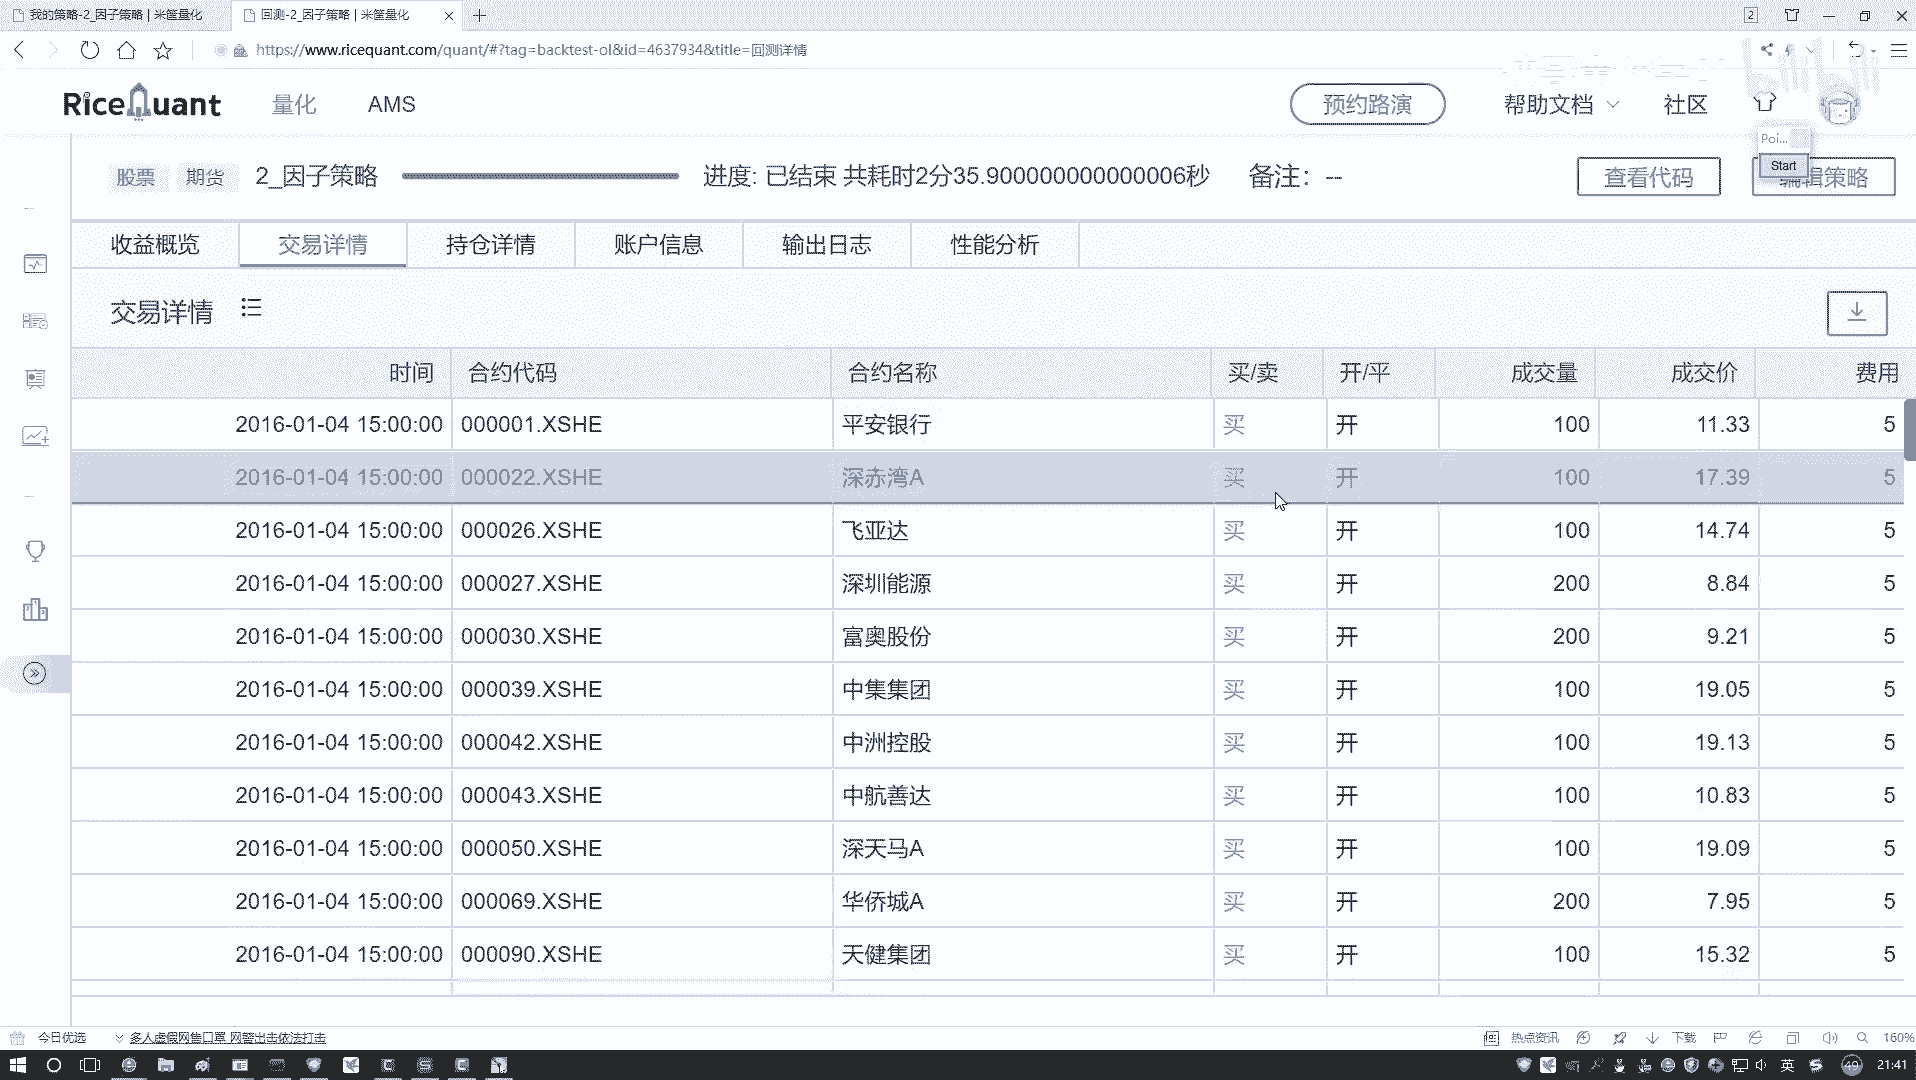 我的策略-2_因子策略 | 米筐量化
回测-2_因子策略 | 米筐量化
2
https://www.ricequant.com/quant/#?tag=backtest-ol&id=4637934&title=回测详情
RiceQuant 量化 AMS 预约路演 帮助文档 社区
Poi...
Start
股票 期货 2_因子策略 进度: 已结束 共耗时2分35.900000000000006秒 备注: -- 查看代码 编辑策略
收益概览 交易详情 持仓详情 账户信息 输出日志 性能分析
交易详情
时间 合约代码 合约名称 买/卖 开/平 成交量 成交价 费用
2016-01-04 15:00:00 000001.XSHE 平安银行 买 开 100 11.33 5
2016-01-04 15:00:00 000022.XSHE 深赤湾A 买 开 100 17.39 5
2016-01-04 15:00:00 000026.XSHE 飞亚达 买 开 100 14.74 5
2016-01-04 15:00:00 000027.XSHE 深圳能源 买 开 200 8.84 5
2016-01-04 15:00:00 000030.XSHE 富奥股份 买 开 200 9.21 5
2016-01-04 15:00:00 000039.XSHE 中集集团 买 开 100 19.05 5
2016-01-04 15:00:00 000042.XSHE 中洲控股 买 开 100 19.13 5
2016-01-04 15:00:00 000043.XSHE 中航善达 买 开 100 10.83 5
2016-01-04 15:00:00 000050.XSHE 深天马A 买 开 100 19.09 5
2016-01-04 15:00:00 000069.XSHE 华侨城A 买 开 200 7.95 5
2016-01-04 15:00:00 000090.XSHE 天健集团 买 开 100 15.32 5
今日优选 多人虚假网售口罩 网警出击依法打击 热点资讯 下载 160%
英 49 21:41